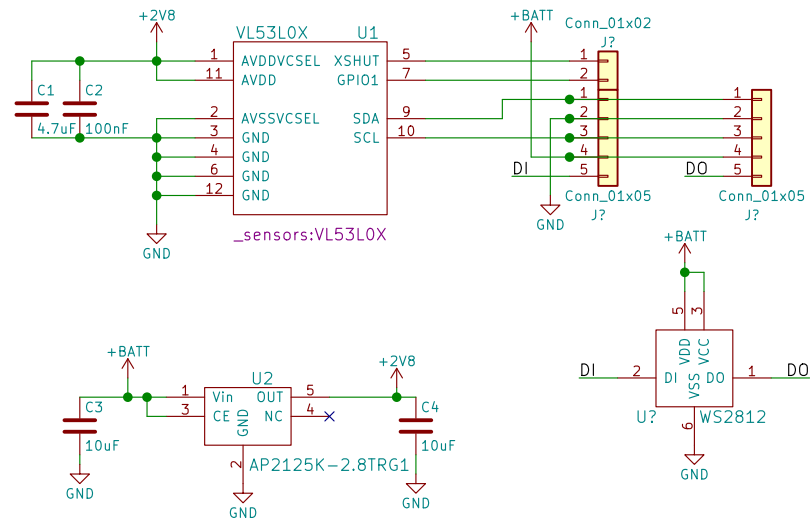 +2V8
VL53L0X U1
1 AVDDVCSEL XSHUT 5
11 AVDD GPIO1 7
2 AVSSVCSEL SDA 9
3 GND SCL 10
4 GND
6 GND
12 GND
C1
4.7uF
C2
100nF
GND
_sensors:VL53L0X
+BATT
Conn_01x02
J?
1
2
1
2
3
4
DI 5
Conn_01x05
J?
GND
1
2
3
4
DO 5
Conn_01x05
J?
+BATT
C3
10uF
GND
U2
1 Vin OUT 5
3 CE NC 4
GND
2
AP2125K-2.8TRG1
GND
+2V8
C4
10uF
GND
+BATT
5 3
VDD VCC
DI 2 DI DO 1 DO
VSS
U? WS2812
6
GND